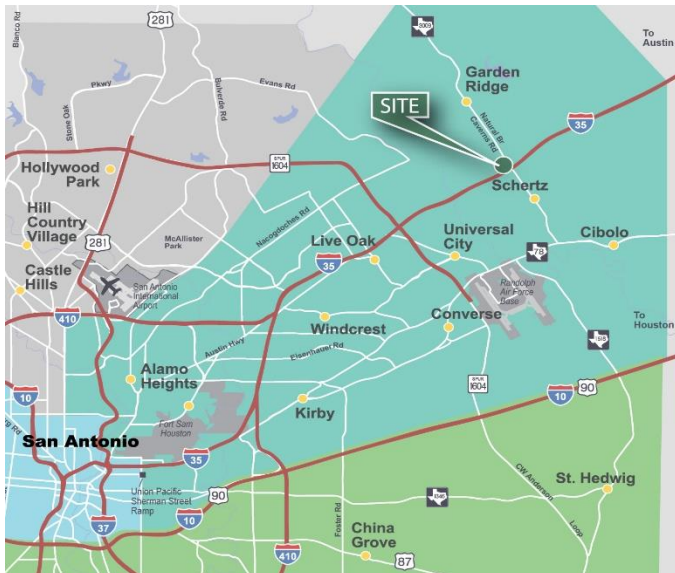 281
3009
To
Austin
Blanco Rd
Stone Oak
Pkwy
Bulverde Rd
Evans Rd
Garden
Ridge
SITE
Natural Br
Caverns Rd
35
SPUR
1604
Hollywood
Park
Schertz
Hill
Country
Village
McAllister
Park
Nacogdoches Rd
Live Oak
Universal
City
Cibolo
281
35
78
Castle
Hills
San Antonio
International
Airport
Randolph
Air Force
Base
410
Windcrest
Converse
To
Houston
1518
Austin Hwy
Eisenhauer Rd
Alamo
Heights
SPUR
1604
10
90
10
Kirby
Fort Sam
Houston
San Antonio
35
CW Anderson
Loop
St. Hedwig
Union Pacific
Sherman Street
Ramp
90
1346
37
10
Foster Rd
China
Grove
410
87